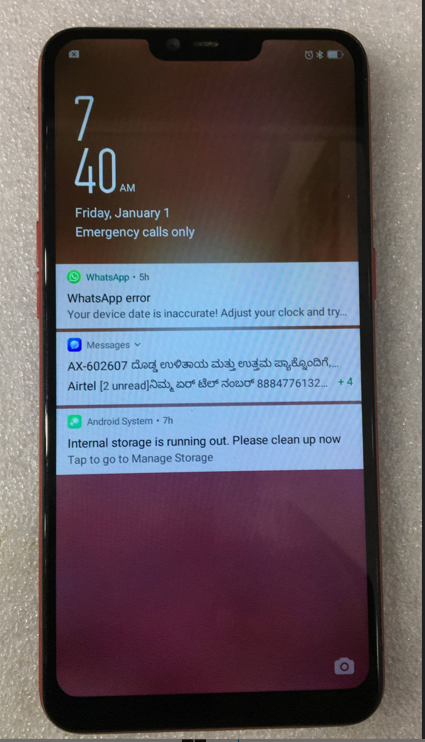 7
40 AM
Friday, January 1
Emergency calls only
WhatsApp • 5h
WhatsApp error
Your device date is inaccurate! Adjust your clock and try...
Messages
AX-602607 ದೊಡ್ಡ ಉಳಿತಾಯ ಮತ್ತು ಉತ್ತಮ ಪ್ಯಾಕ್ನೊಂದಿಗೆ,...
Airtel [2 unread]ನಿಮ್ಮ ಏರ್ ಟೆಲ್ ನಂಬರ್ 8884776132... + 4
Android System • 7h
Internal storage is running out. Please clean up now
Tap to go to Manage Storage